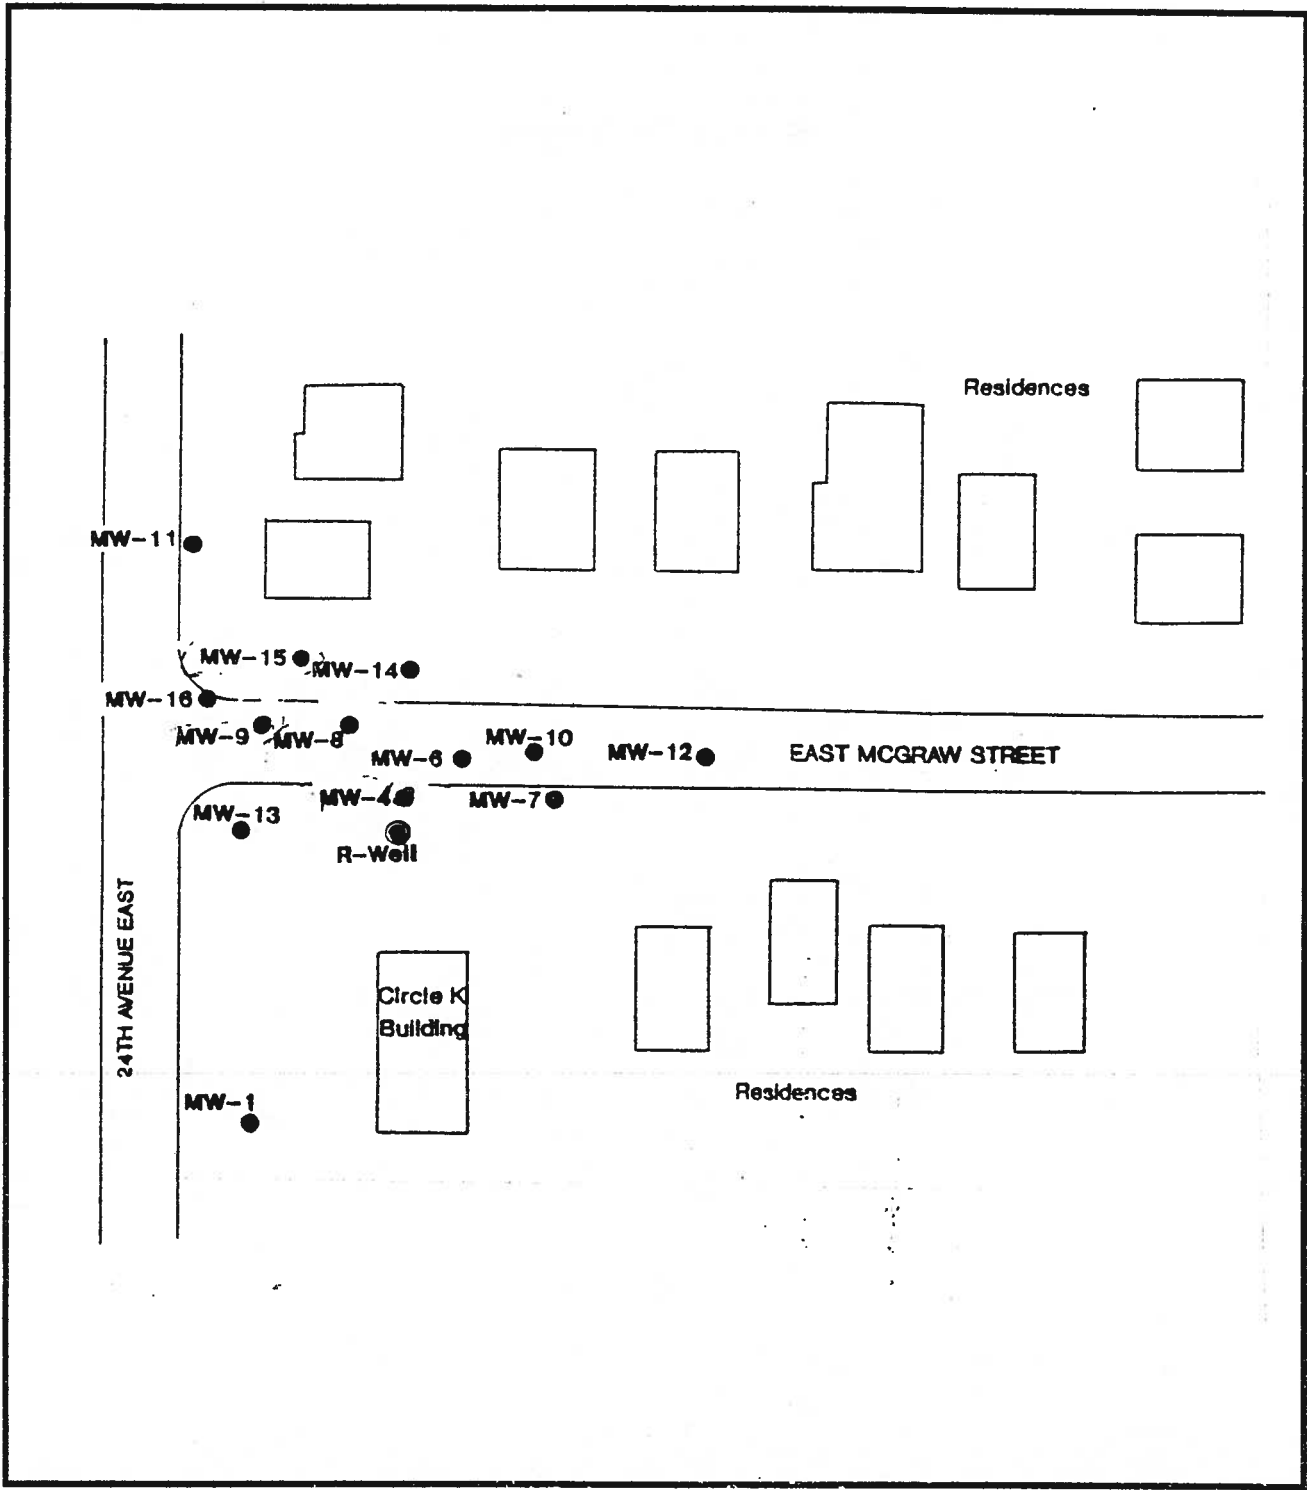 Residences
MW-11
MW-15
MW-14
MW-16
MW-9
MW-8
MW-10
MW-6
MW-12
EAST MCGRAW STREET
MW-7
MW-13
R-Well
24TH AVENUE EAST
Circle K
Building
Residences
MW-1